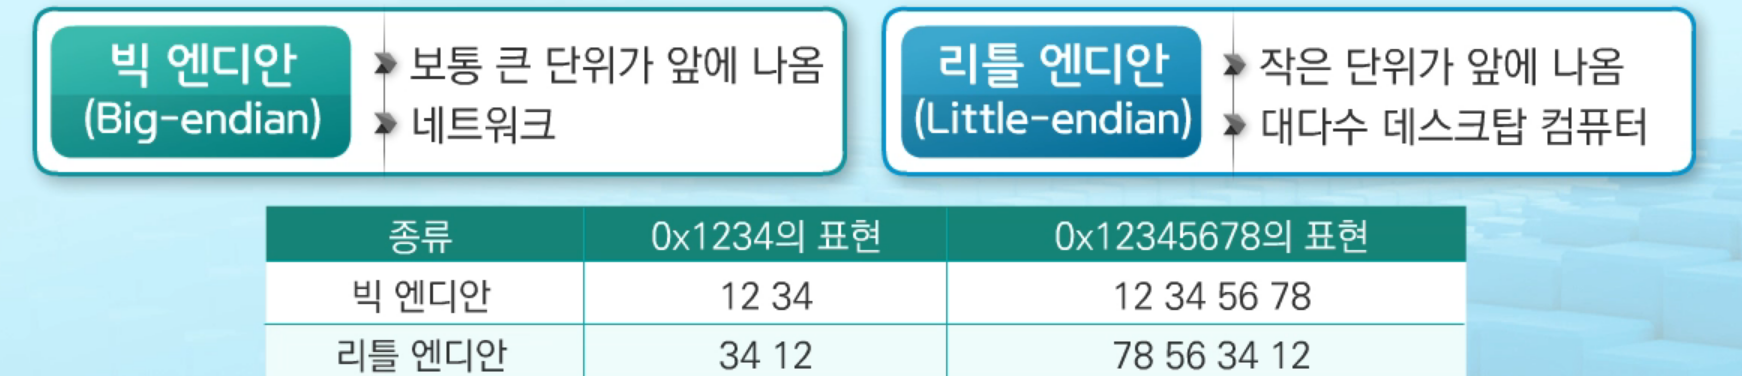 빅 엔디안
(Big-endian)
보통 큰 단위가 앞에 나옴
네트워크
리틀 엔디안
(Little-endian)
작은 단위가 앞에 나옴
대다수 데스크탑 컴퓨터
종류 0x1234의 표현 0x12345678의 표현
빅 엔디안 12 34 12 34 56 78
리틀 엔디안 34 12 78 56 34 12